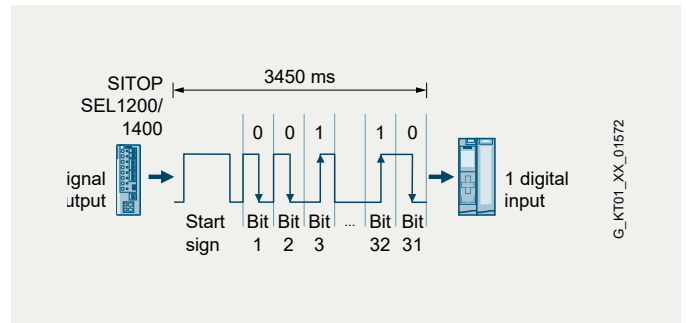 SITOP
SEL1200/
1400
3450 ms
0 0 1 1 0
ignal
utput
1 digital
input
Start
sign
Bit Bit Bit ... Bit Bit
1 2 3 32 31
G_KT01_XX_01572